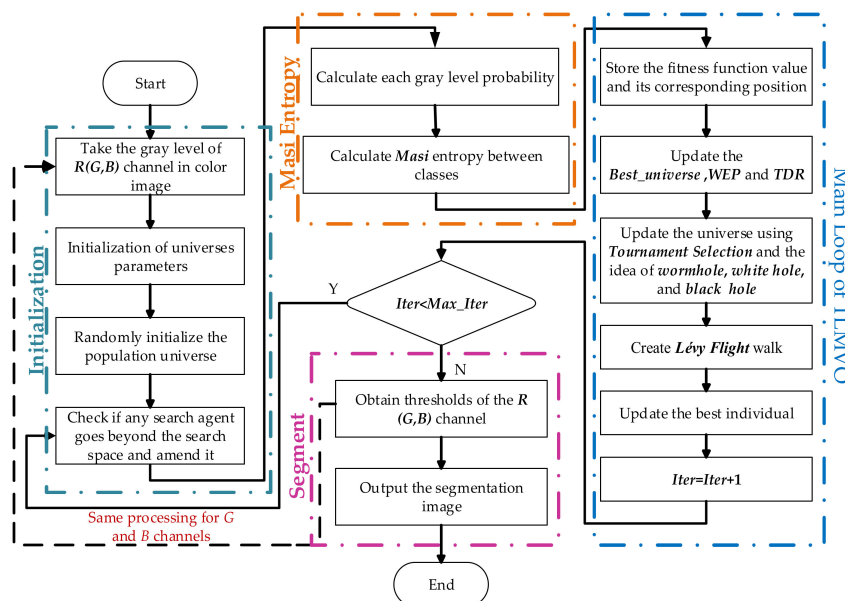 Start
Initialization
Take the gray level of
R(G,B) channel in color
image
Initialization of universes
parameters
Randomly initialize the
population universe
Check if any search agent
goes beyond the search
space and amend it
Same processing for G
and B channels
Masi Entropy
Calculate each gray level probability
Calculate Masi entropy between
classes
Main Loop of TLMVO
Store the fitness function value
and its corresponding position
Update the
Best_universe ,WEP and TDR
Update the universe using
Tournament Selection and the
idea of wormhole, white hole,
and black hole
Create Lévy Flight walk
Update the best individual
Iter=Iter+1
Y
Iter<Max_Iter
N
Segment
Obtain thresholds of the R
(G,B) channel
Output the segmentation
image
End